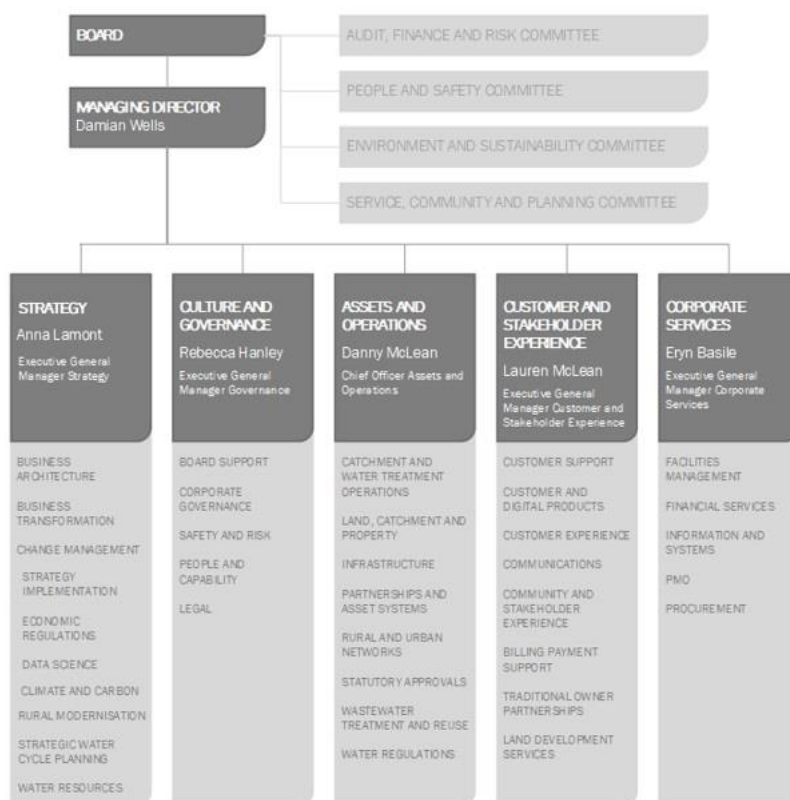 BOARD
AUDIT, FINANCE AND RISK COMMITTEE
PEOPLE AND SAFETY COMMITTEE
MANAGING DIRECTOR
Damian Wells
ENVIRONMENT AND SUSTAINABILITY COMMITTEE
SERVICE, COMMUNITY AND PLANNING COMMITTEE
STRATEGY
Anna Lamont
Executive General
Manager Strategy
BUSINESS
ARCHITECTURE
BUSINESS
TRANSFORMATION
CHANGE MANAGEMENT
STRATEGY
IMPLEMENTATION
ECONOMIC
REGULATIONS
DATA SCIENCE
CLIMATE AND CARBON
RURAL MODERNISATION
STRATEGIC WATER
CYCLE PLANNING
WATER RESOURCES
CULTURE AND
GOVERNANCE
Rebecca Hanley
Executive General
Manager Governance
BOARD SUPPORT
CORPORATE
GOVERNANCE
SAFETY AND RISK
PEOPLE AND
CAPABILITY
LEGAL
ASSETS AND
OPERATIONS
Danny McLean
Chief Officer Assets and
Operations
CATCHMENT AND
WATER TREATMENT
OPERATIONS
LAND, CATCHMENT AND
PROPERTY
INFRASTRUCTURE
PARTNERSHIPS AND
ASSET SYSTEMS
RURAL AND URBAN
NETWORKS
STATUTORY APPROVALS
WASTEWATER
TREATMENT AND REUSE
WATER REGULATIONS
CUSTOMER AND
STAKEHOLDER
EXPERIENCE
Lauren McLean
Executive General
Manager Customer and
Stakeholder Experience
CUSTOMER SUPPORT
CUSTOMER AND
DIGITAL PRODUCTS
CUSTOMER EXPERIENCE
COMMUNICATIONS
COMMUNITY AND
STAKEHOLDER
EXPERIENCE
BILLING PAYMENT
SUPPORT
TRADITIONAL OWNER
PARTNERSHIPS
LAND DEVELOPMENT
SERVICES
CORPORATE
SERVICES
Eryn Basile
Executive General
Manager Corporate
Services
FACILITIES
MANAGEMENT
FINANCIAL SERVICES
INFORMATION AND
SYSTEMS
PMO
PROCUREMENT